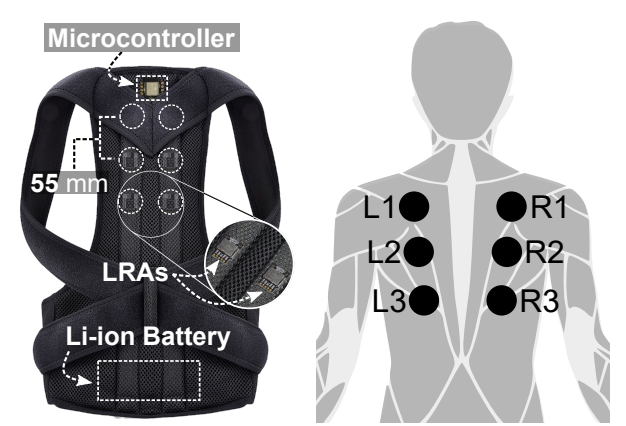 Microcontroller
55 mm
LRAs
Li-ion Battery
L1 R1
L2 R2
L3 R3